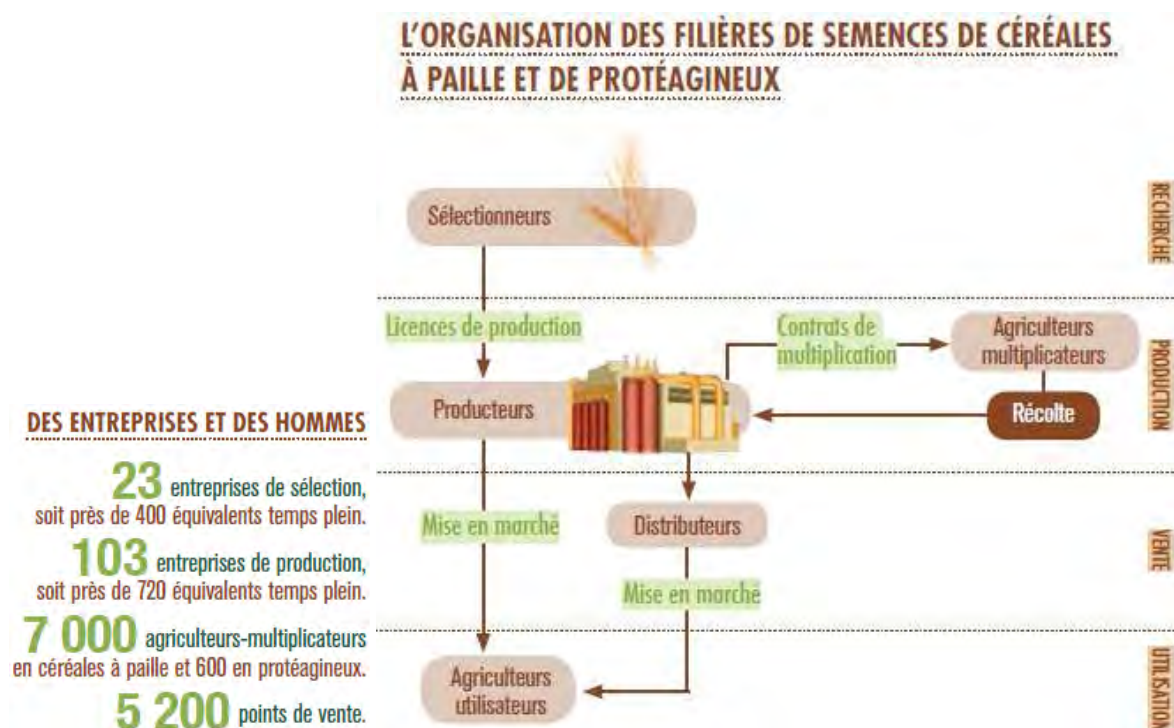 L'ORGANISATION DES FILIÈRES DE SEMENCES DE CÉRÉALES
À PAILLE ET DE PROTÉAGINEUX
Sélectionneurs
RECHERCHE
Licences de production
Contrats de
multiplication
Agriculteurs
multiplicateurs
Producteurs
Récolte
PRODUCTION
DES ENTREPRISES ET DES HOMMES
23 entreprises de sélection,
soit près de 400 équivalents temps plein.
103 entreprises de production,
soit près de 720 équivalents temps plein.
7 000 agriculteurs-multiplicateurs
en céréales à paille et 600 en protéagineux.
5 200 points de vente.
Mise en marché
Distributeurs
VENTE
Mise en marché
Agriculteurs
utilisateurs
UTILISATION